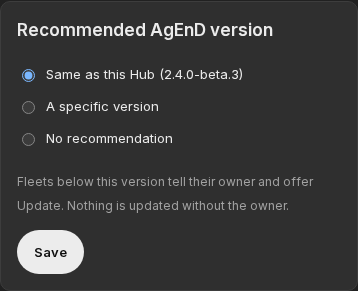 Recommended AgEnD version
Same as this Hub (2.4.0-beta.3)
A specific version
No recommendation
Fleets below this version tell their owner and offer
Update. Nothing is updated without the owner.
Save